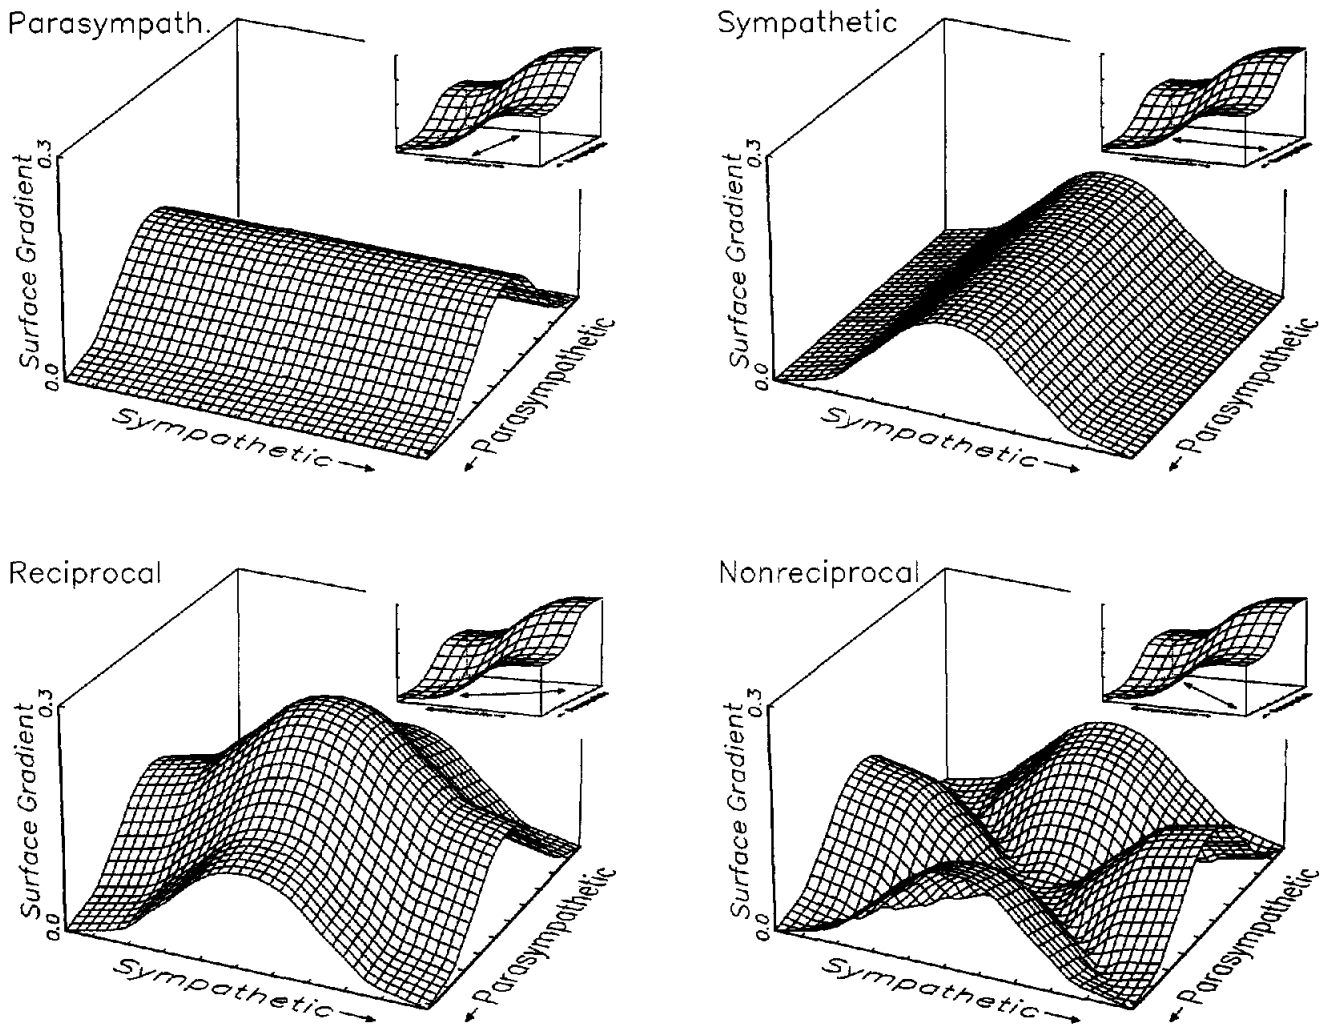 Parasympath.
0.3
Surface Gradient
0.0
Sympathetic →
← Parasympathetic
Sympathetic
0.3
Surface Gradient
0.0
Sympathetic →
← Parasympathetic
Reciprocal
0.3
Surface Gradient
0.0
Sympathetic →
← Parasympathetic
Nonreciprocal
0.3
Surface Gradient
0.0
Sympathetic →
← Parasympathetic